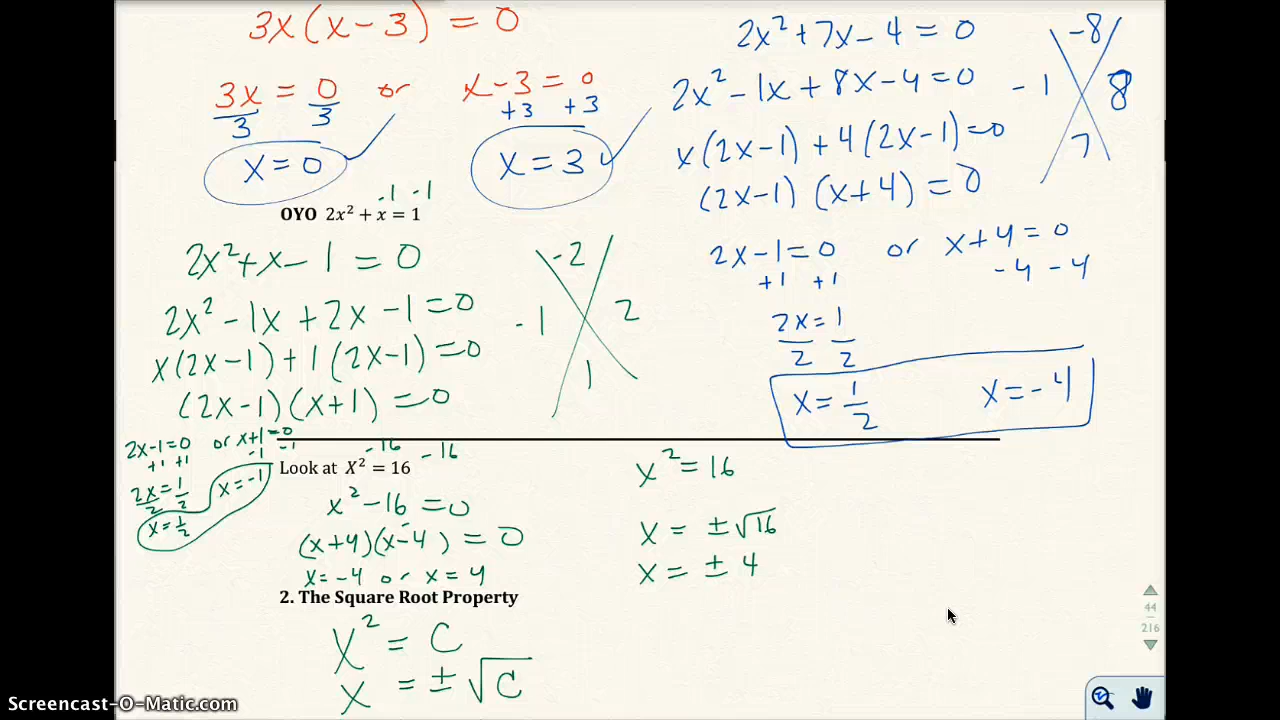 3x(x-3) = 0
3x = 0 or x-3=0
3 3 +3 +3
x=0 x=3
-1 -1
OYO 2x² + x = 1
2x²+x-1=0
2x²-1x+2x-1=0
x(2x-1)+1(2x-1)=0
(2x-1)(x+1)=0
2x-1=0 or x+1=0
+1 +1 -1 -1
2x=1 x=-1
2 2
x=1/2
-2
-1 2
1
2x²+7x-4=0
2x²-1x+8x-4=0
x(2x-1)+4(2x-1)=0
(2x-1)(x+4)=0
2x-1=0 or x+4=0
+1 +1 -4 -4
2x=1
2 2
x=1/2 x=-4
-8
-1 8
7
-16 -16
Look at X² = 16
x²-16=0
(x+4)(x-4)=0
x=-4 or x=4
x²=16
x=±√16
x=±4
2. The Square Root Property
x² = C
x = ±√C
44
216
Screencast-O-Matic.com